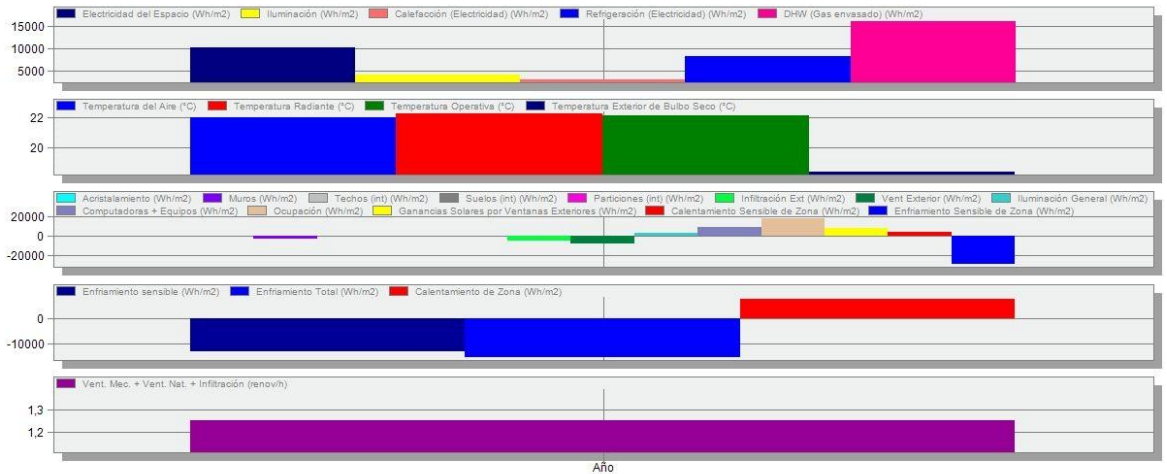 Electricidad del Espacio (Wh/m2) Iluminación (Wh/m2) Calefacción (Electricidad) (Wh/m2) Refrigeración (Electricidad) (Wh/m2) DHW (Gas envasado) (Wh/m2)
15000
10000
5000
Temperatura del Aire (°C) Temperatura Radiante (°C) Temperatura Operativa (°C) Temperatura Exterior de Bulbo Seco (°C)
22
20
Acristalamiento (Wh/m2) Muros (Wh/m2) Techos (int) (Wh/m2) Suelos (int) (Wh/m2) Particiones (int) (Wh/m2) Infiltración Ext (Wh/m2) Vent Exterior (Wh/m2) Iluminación General (Wh/m2)
Computadoras + Equipos (Wh/m2) Ocupación (Wh/m2) Ganancias Solares por Ventanas Exteriores (Wh/m2) Calentamiento Sensible de Zona (Wh/m2) Enfriamiento Sensible de Zona (Wh/m2)
20000
0
-20000
Enfriamiento sensible (Wh/m2) Enfriamiento Total (Wh/m2) Calentamiento de Zona (Wh/m2)
0
-10000
Vent. Mec. + Vent. Nat. + Infiltración (renov/h)
1,3
1,2
Año